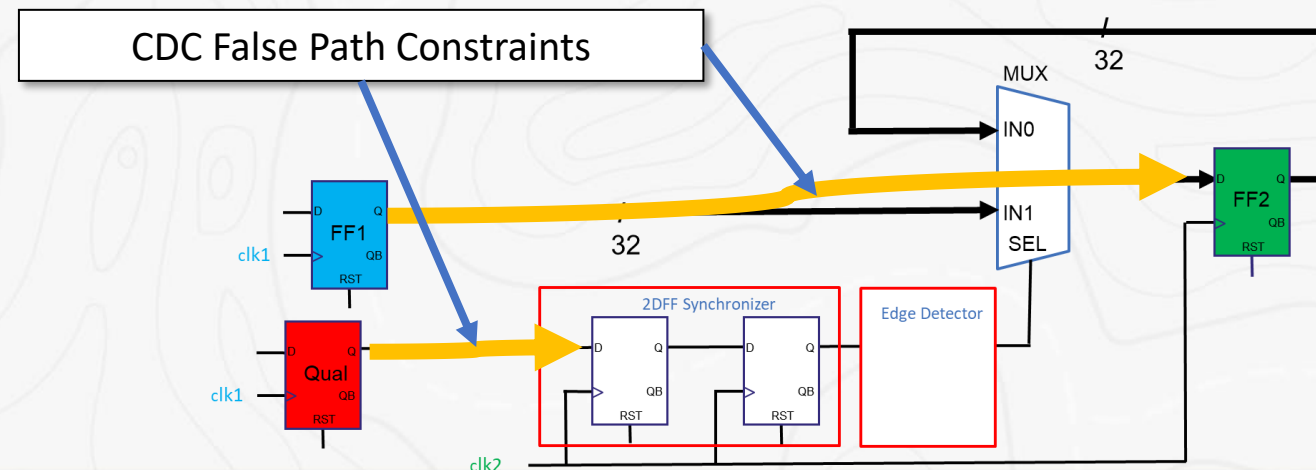 CDC False Path Constraints
32
MUX
IN0
IN1
SEL
D
Q
FF1
QB
RST
clk1
32
D
Q
FF2
QB
RST
2DFF Synchronizer
D
Q
QB
RST
D
Q
QB
RST
Edge Detector
D
Q
Qual
QB
RST
clk1
clk2